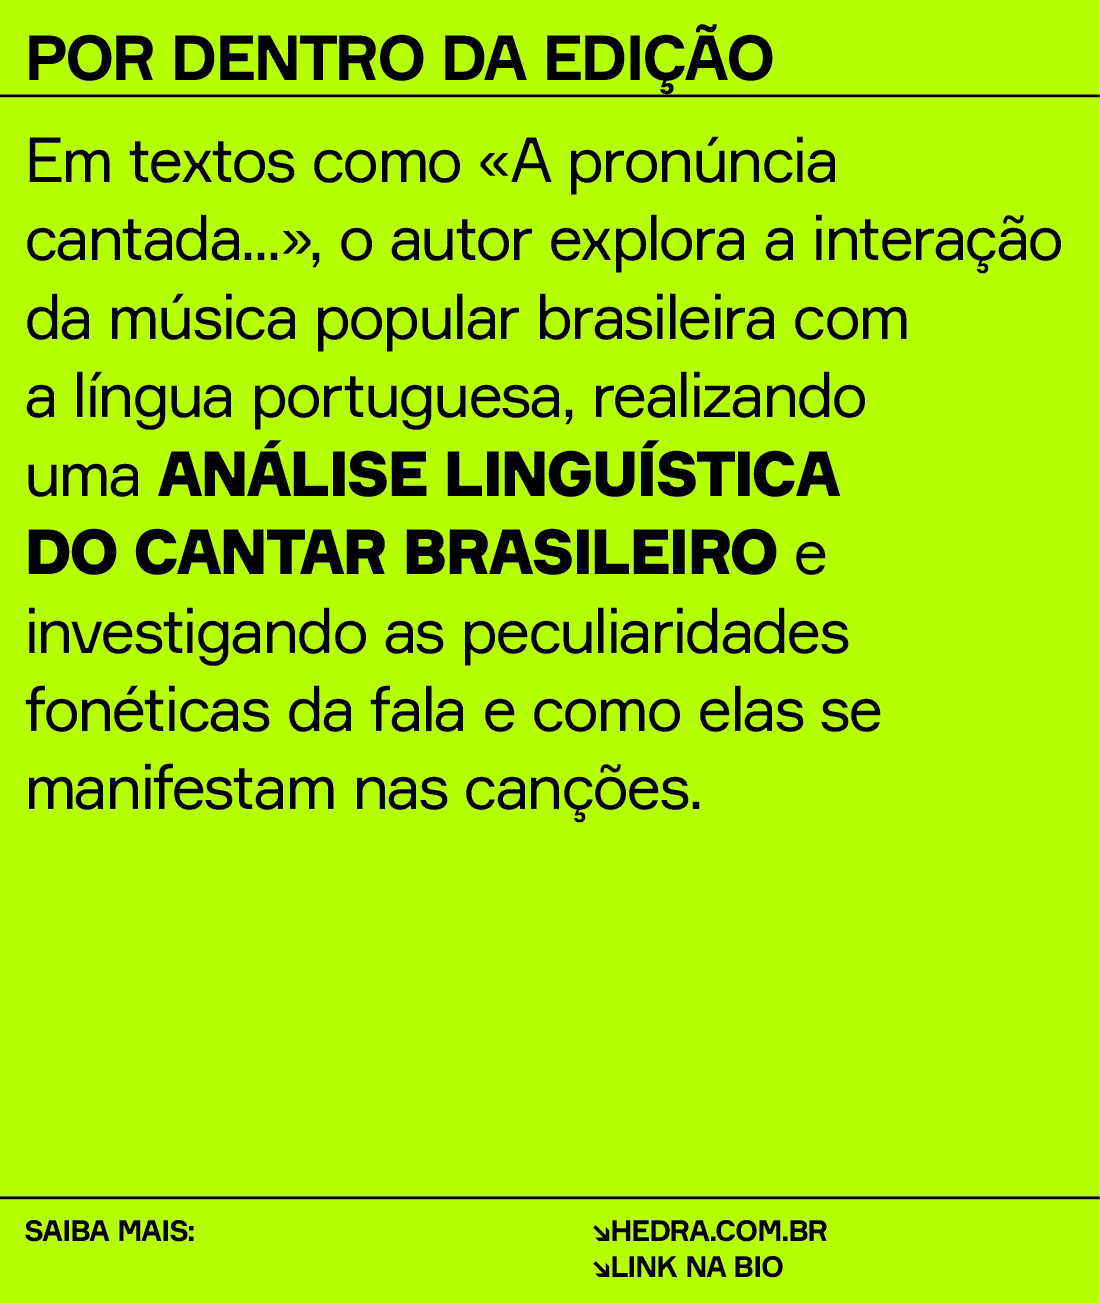 POR DENTRO DA EDIÇÃO
Em textos como «A pronúncia
cantada...», o autor explora a interação
da música popular brasileira com
a língua portuguesa, realizando
uma ANÁLISE LINGUÍSTICA
DO CANTAR BRASILEIRO e
investigando as peculiaridades
fonéticas da fala e como elas se
manifestam nas canções.
SAIBA MAIS:
↘HEDRA.COM.BR
↘LINK NA BIO